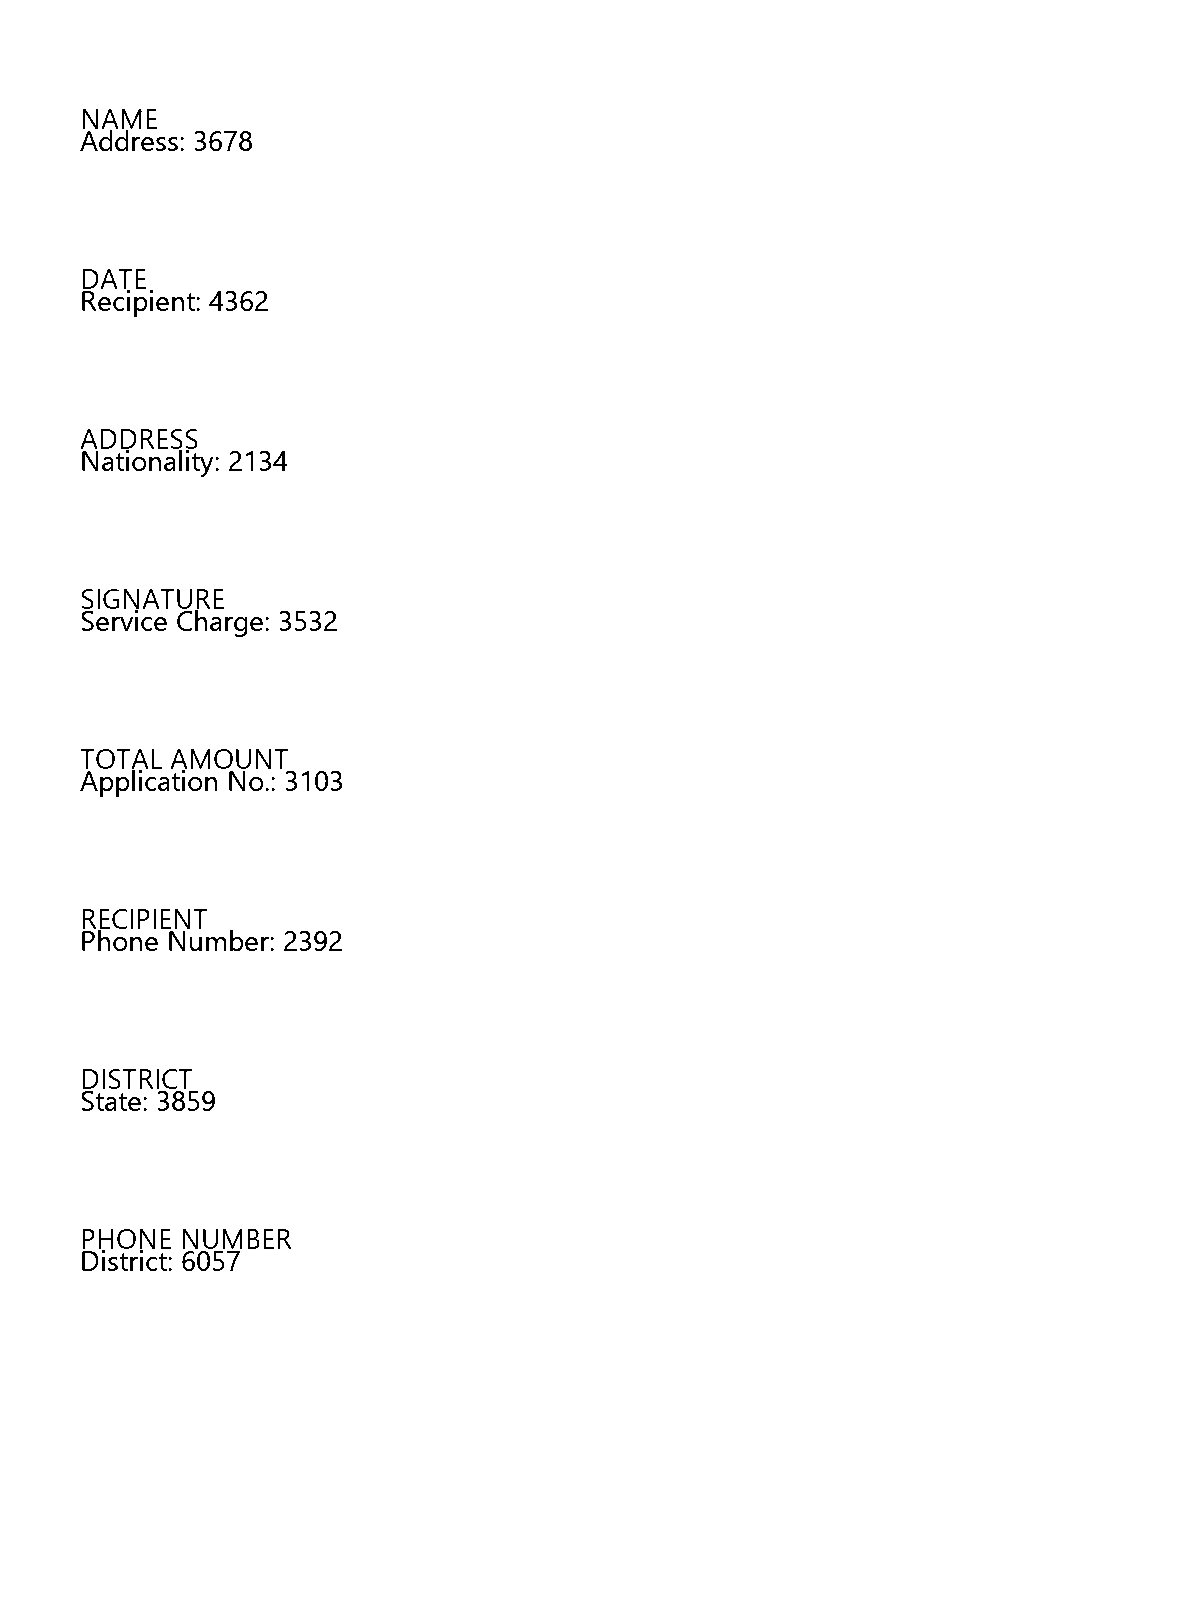 NAME
Address: 3678
DATE
Recipient: 4362
ADDRESS
Nationality: 2134
SIGNATURE
Service Charge: 3532
TOTAL AMOUNT
Application No.: 3103
RECIPIENT
Phone Number: 2392
DISTRICT
State: 3859
PHONE NUMBER
District: 6057